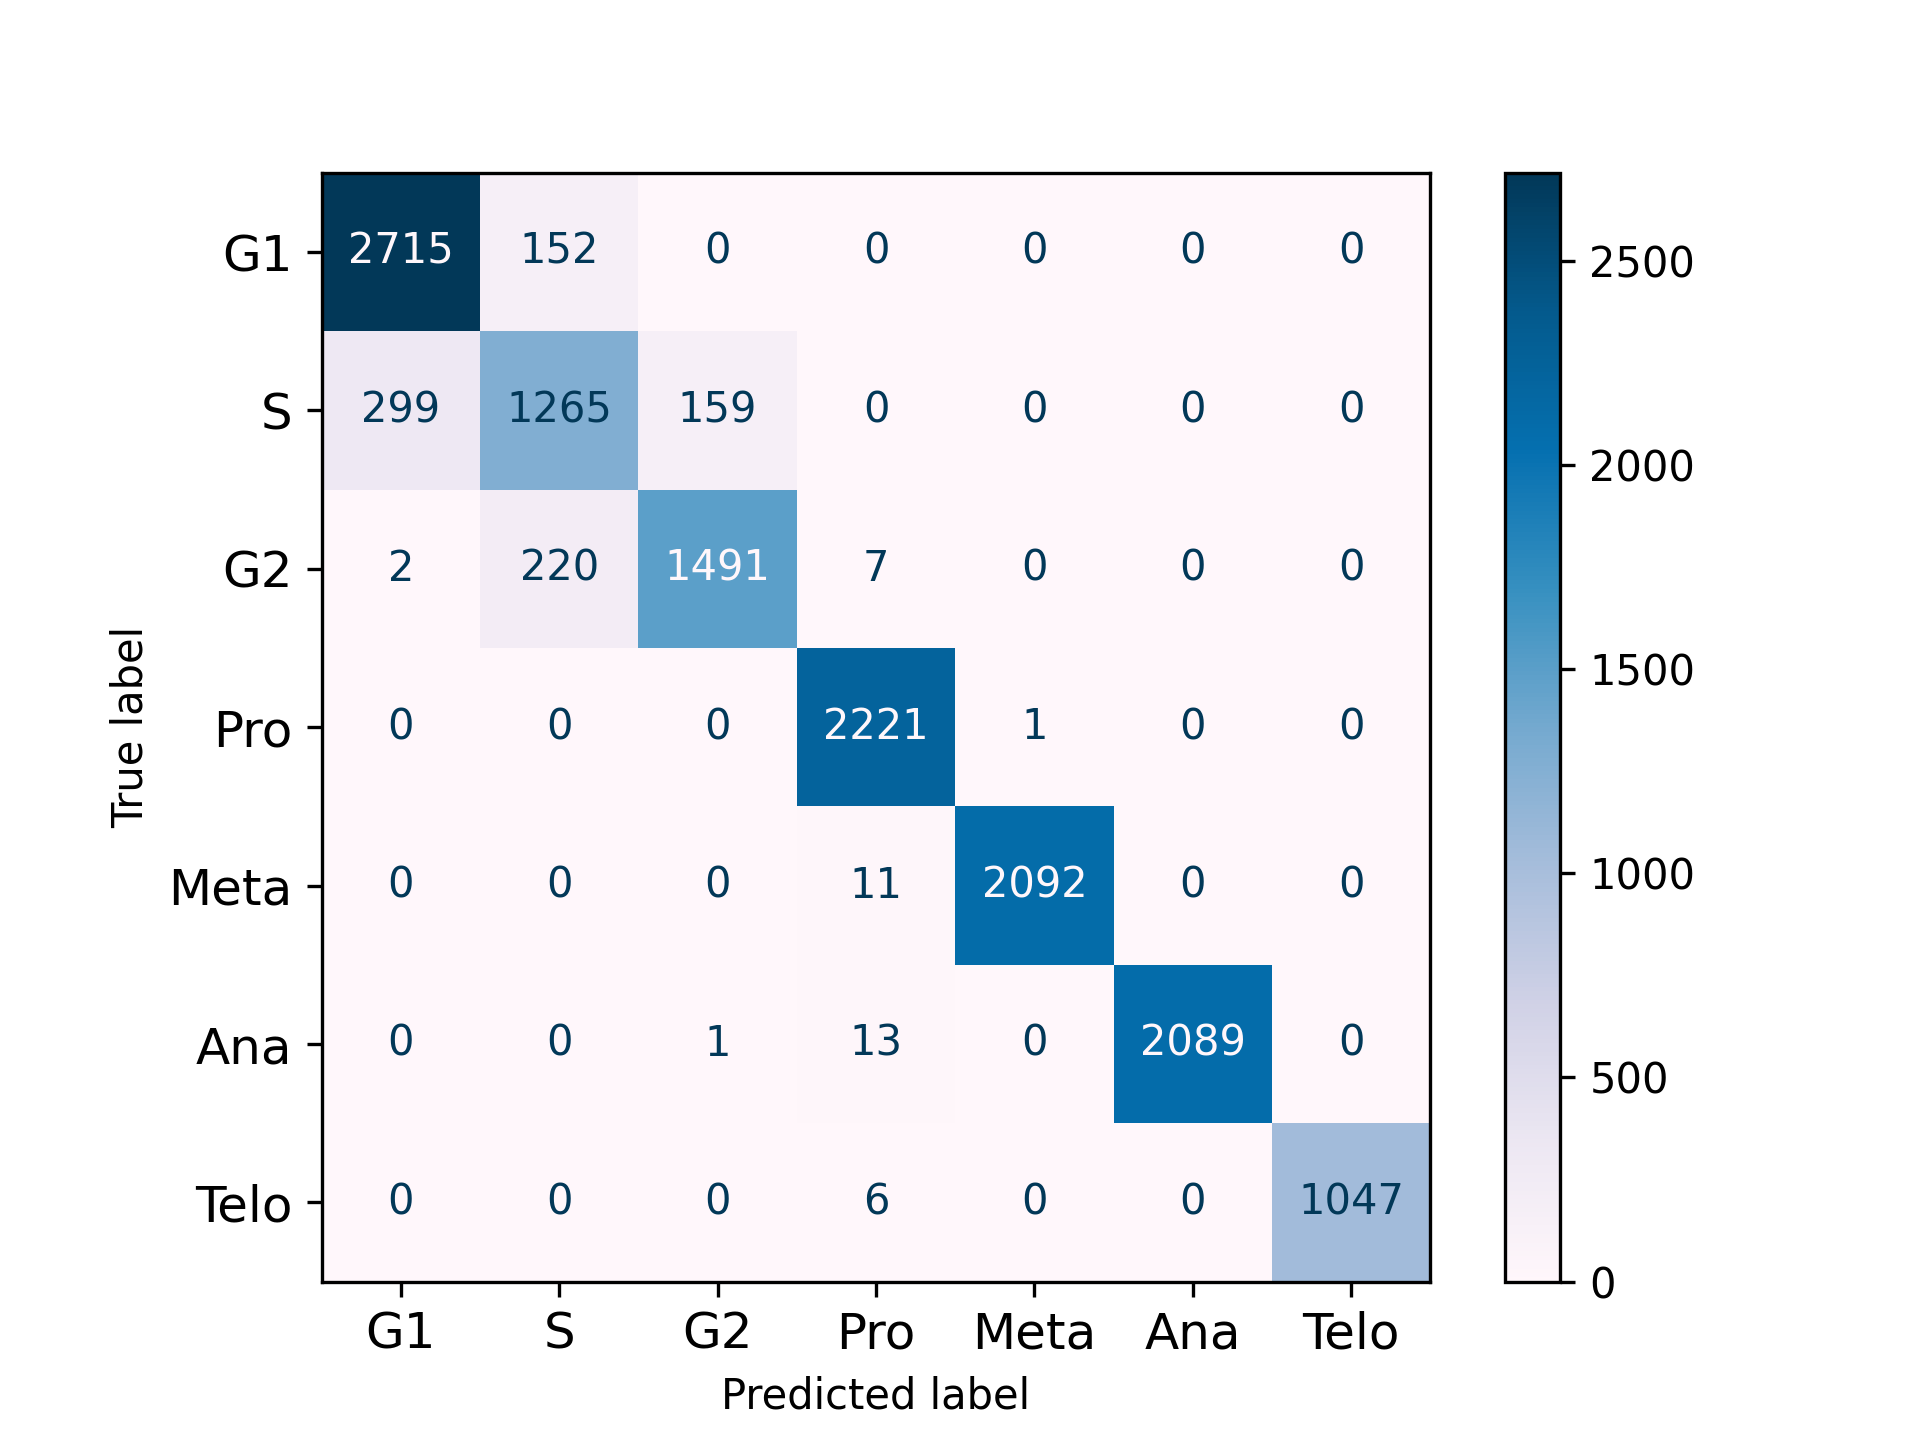 G1 2715 152 0 0 0 0 0
S 299 1265 159 0 0 0 0
G2 2 220 1491 7 0 0 0
Pro 0 0 0 2221 1 0 0
Meta 0 0 0 11 2092 0 0
Ana 0 0 1 13 0 2089 0
Telo 0 0 0 6 0 0 1047
G1 S G2 Pro Meta Ana Telo
Predicted label
True label
2500
2000
1500
1000
500
0